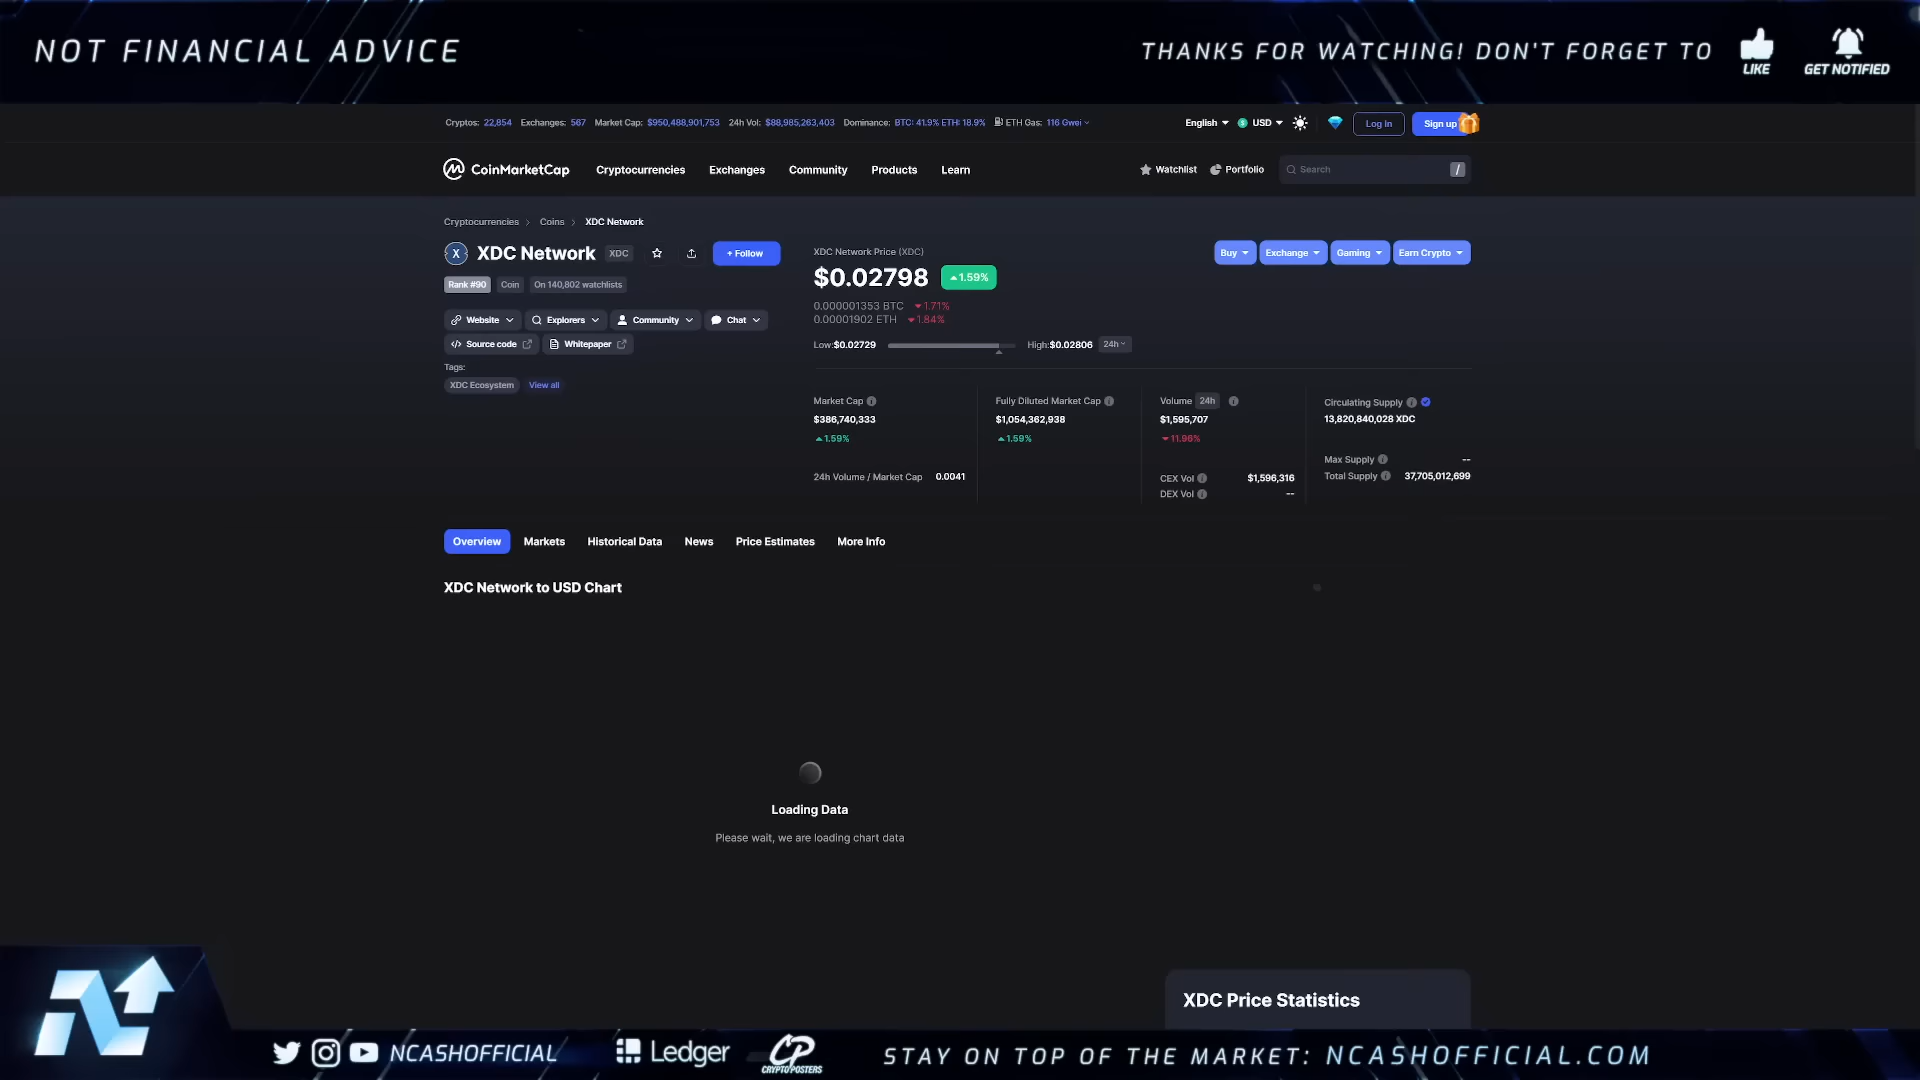 NOT FINANCIAL ADVICE
THANKS FOR WATCHING! DON'T FORGET TO
LIKE
GET NOTIFIED
Cryptos: 22,854 Exchanges: 567 Market Cap: $950,488,901,753 24h Vol: $88,985,263,403 Dominance: BTC: 41.9% ETH: 18.9% ETH Gas: 116 Gwei
English USD Log In Sign up
CoinMarketCap Cryptocurrencies Exchanges Community Products Learn
Watchlist Portfolio Search /
Cryptocurrencies > Coins > XDC Network
X XDC Network XDC + Follow
Rank #90 Coin On 140,802 watchlists
Website Explorers Community Chat
Source code Whitepaper
Tags:
XDC Ecosystem View all
XDC Network Price (XDC)
$0.02798 1.59%
0.000001353 BTC 1.71%
0.00001902 ETH 1.84%
Low:$0.02729 High:$0.02806 24h
Buy Exchange Gaming Earn Crypto
Market Cap
$386,740,333
1.59%
24h Volume / Market Cap 0.0041
Fully Diluted Market Cap
$1,054,362,938
1.59%
Volume 24h
$1,595,707
11.96%
CEX Vol $1,596,316
DEX Vol --
Circulating Supply
13,820,840,028 XDC
Max Supply --
Total Supply 37,705,012,699
Overview Markets Historical Data News Price Estimates More Info
XDC Network to USD Chart
Loading Data
Please wait, we are loading chart data
XDC Price Statistics
NCASHOFFICIAL
Ledger
CP
CRYPTOPOSTERS
STAY ON TOP OF THE MARKET: NCASHOFFICIAL.COM